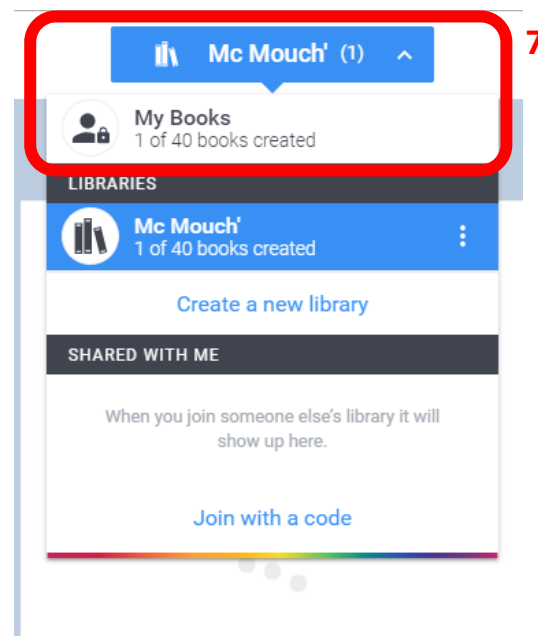 7
Mc Mouch' (1)
My Books
1 of 40 books created
LIBRARIES
Mc Mouch'
1 of 40 books created
Create a new library
SHARED WITH ME
When you join someone else's library it will
show up here.
Join with a code